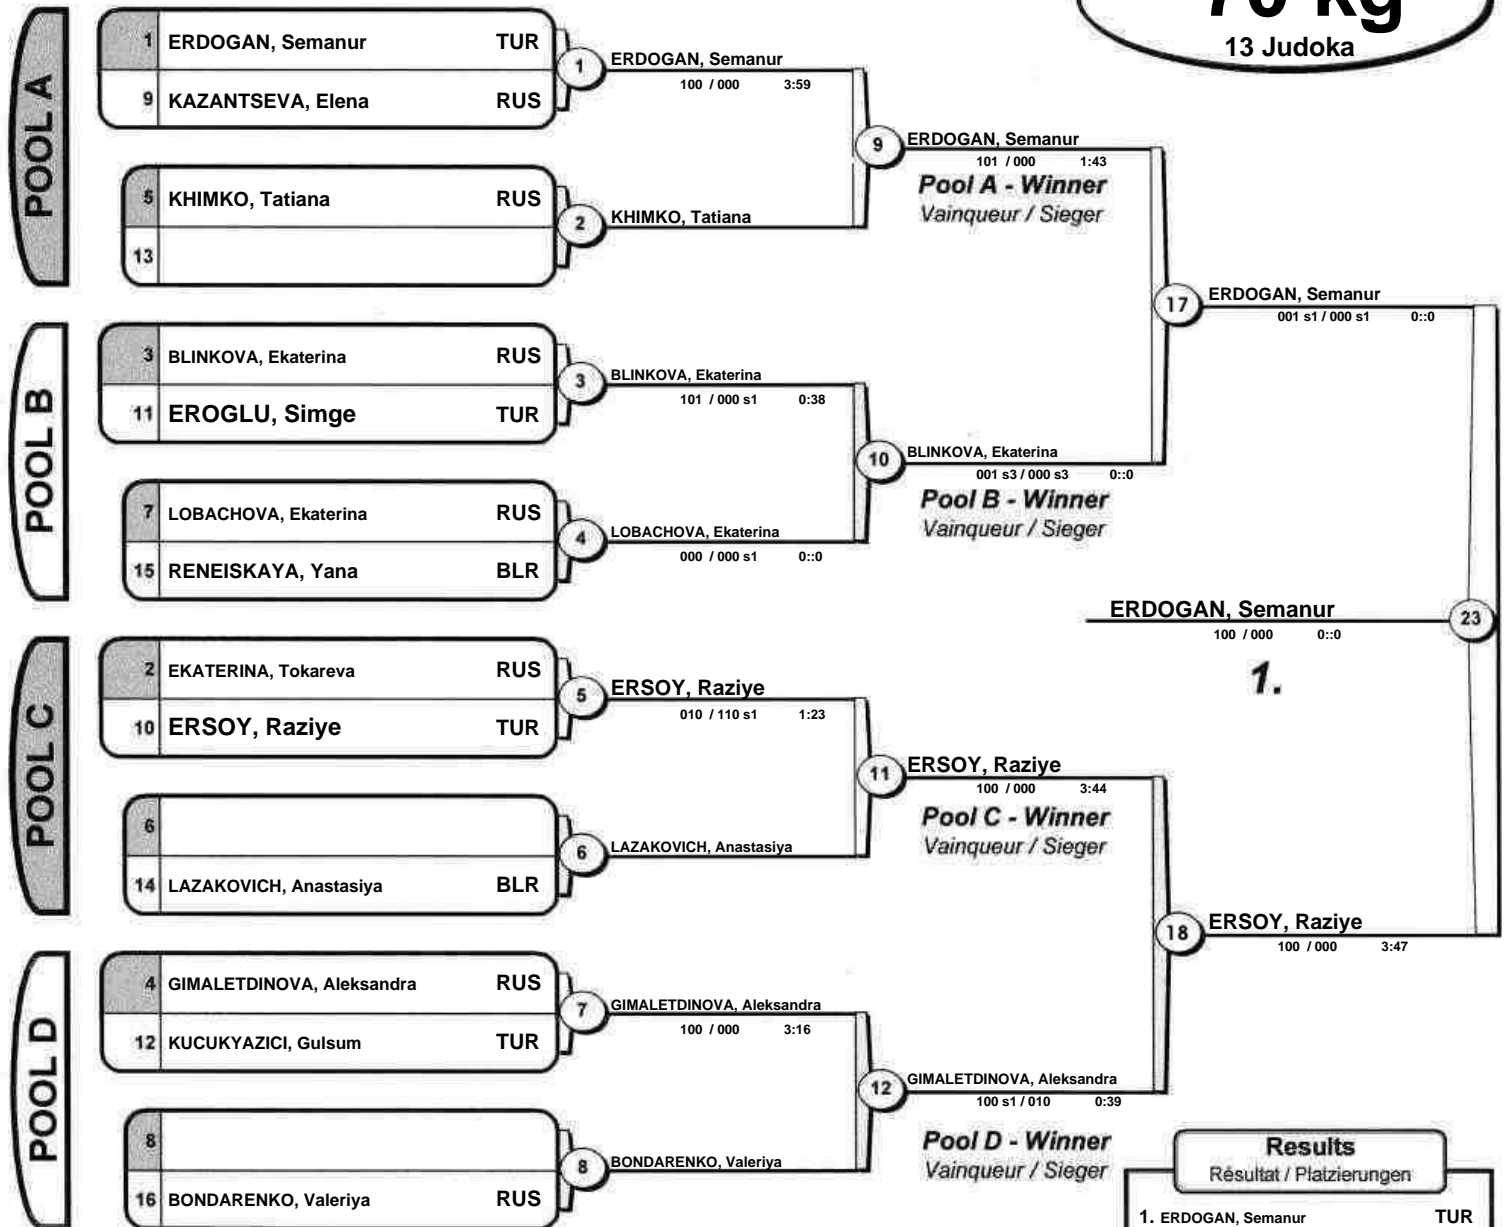 70 kg
13 Judoka
POOL A
1 ERDOGAN, Semanur TUR
9 KAZANTSEVA, Elena RUS
1
ERDOGAN, Semanur
100 / 000 3:59
5 KHIMKO, Tatiana RUS
13
2
KHIMKO, Tatiana
9
ERDOGAN, Semanur
101 / 000 1:43
Pool A - Winner
Vainqueur / Sieger
POOL B
3 BLINKOVA, Ekaterina RUS
11 EROGLU, Simge TUR
3
BLINKOVA, Ekaterina
101 / 000 s1 0:38
7 LOBACHOVA, Ekaterina RUS
15 RENEISKAYA, Yana BLR
4
LOBACHOVA, Ekaterina
000 / 000 s1 0::0
10
BLINKOVA, Ekaterina
001 s3 / 000 s3 0::0
Pool B - Winner
Vainqueur / Sieger
17
ERDOGAN, Semanur
001 s1 / 000 s1 0::0
ERDOGAN, Semanur
100 / 000 0::0
23
1.
POOL C
2 EKATERINA, Tokareva RUS
10 ERSOY, Raziye TUR
5
ERSOY, Raziye
010 / 110 s1 1:23
6
14 LAZAKOVICH, Anastasiya BLR
6
LAZAKOVICH, Anastasiya
11
ERSOY, Raziye
100 / 000 3:44
Pool C - Winner
Vainqueur / Sieger
POOL D
4 GIMALETDINOVA, Aleksandra RUS
12 KUCUKYAZICI, Gulsum TUR
7
GIMALETDINOVA, Aleksandra
100 / 000 3:16
8
16 BONDARENKO, Valeriya RUS
8
BONDARENKO, Valeriya
12
GIMALETDINOVA, Aleksandra
100 s1 / 010 0:39
Pool D - Winner
Vainqueur / Sieger
18
ERSOY, Raziye
100 / 000 3:47
Results
Résultat / Platzierungen
1. ERDOGAN, Semanur TUR